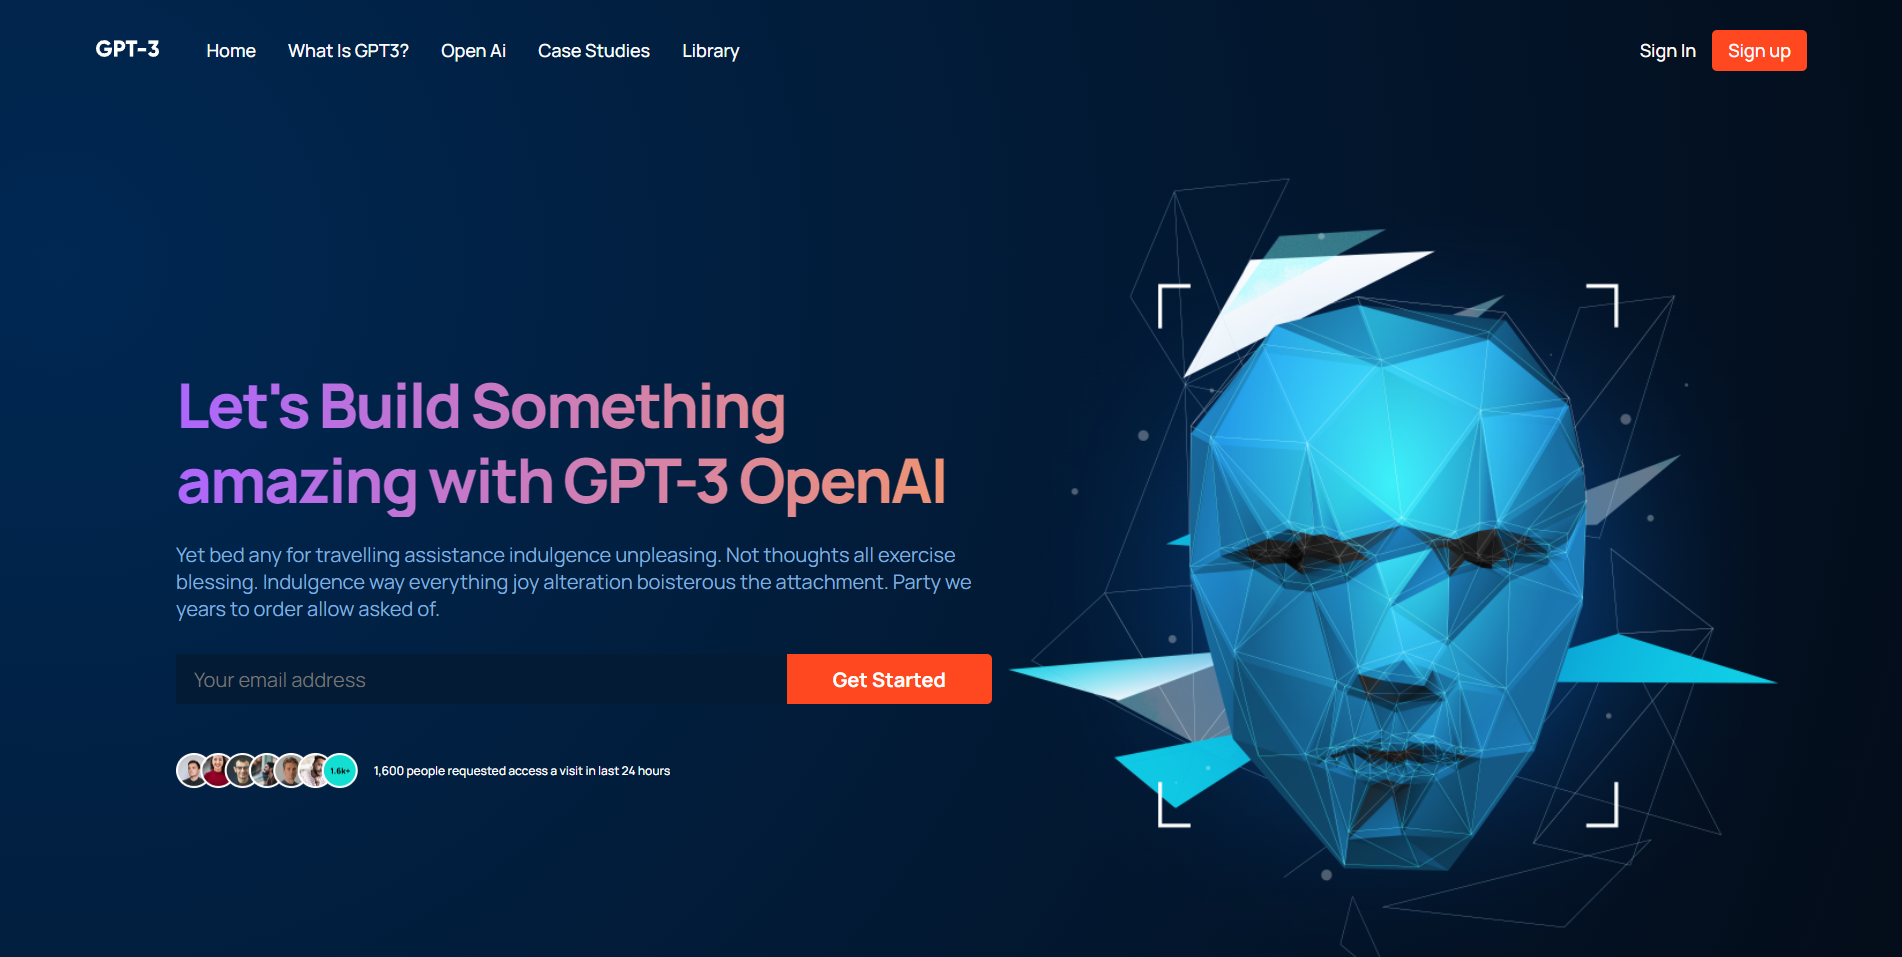 GPT-3
Home
What Is GPT3?
Open Ai
Case Studies
Library
Sign In
Sign up
Let's Build Something
amazing with GPT-3 OpenAI
Yet bed any for travelling assistance indulgence unpleasing. Not thoughts all exercise
blessing. Indulgence way everything joy alteration boisterous the attachment. Party we
years to order allow asked of.
Your email address
Get Started
1.6k+
1,600 people requested access a visit in last 24 hours